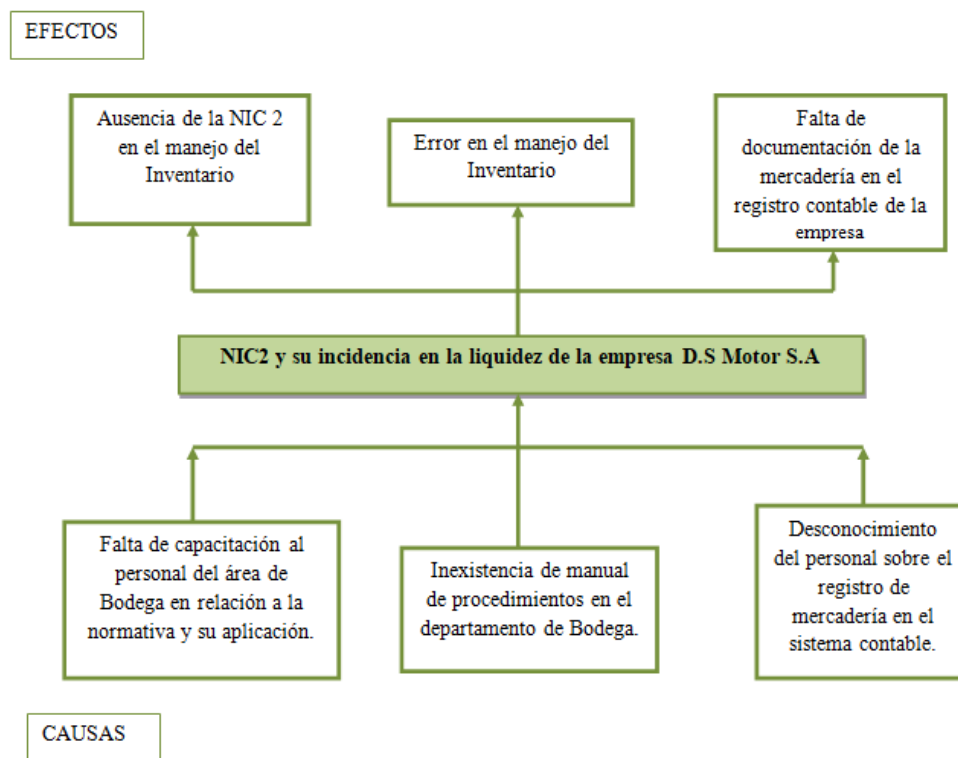 EFECTOS
Ausencia de la NIC 2
en el manejo del
Inventario
Error en el manejo del
Inventario
Falta de
documentación de la
mercadería en el
registro contable de la
empresa
NIC2 y su incidencia en la liquidez de la empresa D.S Motor S.A
Falta de capacitación al
personal del área de
Bodega en relación a la
normativa y su aplicación.
Inexistencia de manual
de procedimientos en el
departamento de Bodega.
Desconocimiento
del personal sobre el
registro de
mercadería en el
sistema contable.
CAUSAS